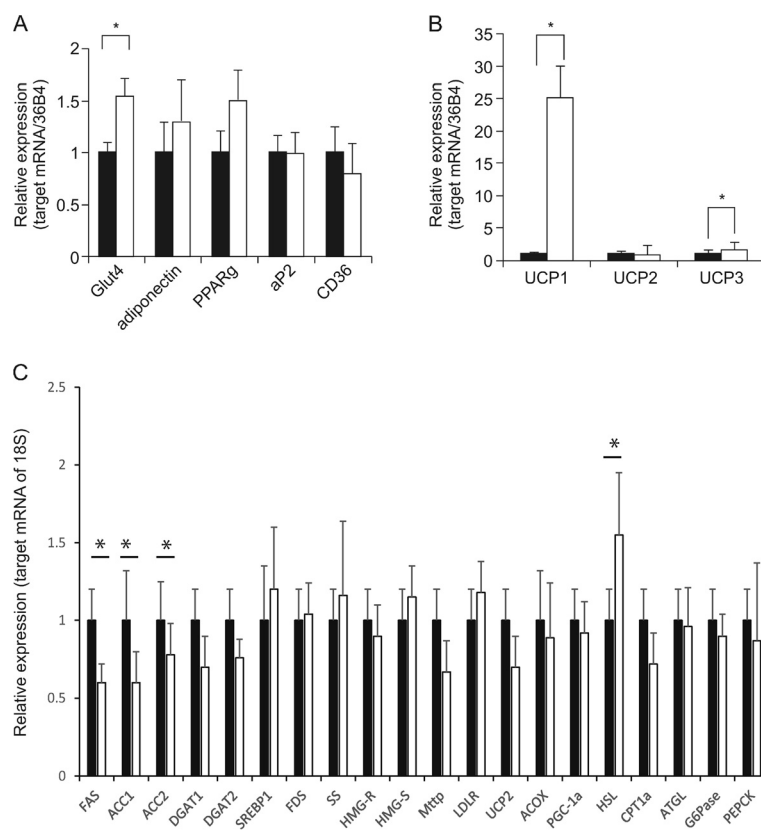 A
*
Relative expression
(target mRNA/36B4)
2
1.5
1
0.5
0
Glut4
adiponectin
PPARg
aP2
CD36
B
*
*
Relative expression
(target mRNA/36B4)
35
30
25
20
15
10
5
0
UCP1
UCP2
UCP3
C
Relative expression (target mRNA of 18S)
2.5
2
1.5
1
0.5
0
*
*
*
*
FAS
ACC1
ACC2
DGAT1
DGAT2
SREBP1
FDS
SS
HMG-R
HMG-S
Mttp
LDLR
UCP2
ACOX
PGC-1a
HSL
CPT1a
ATGL
G6Pase
PEPCK